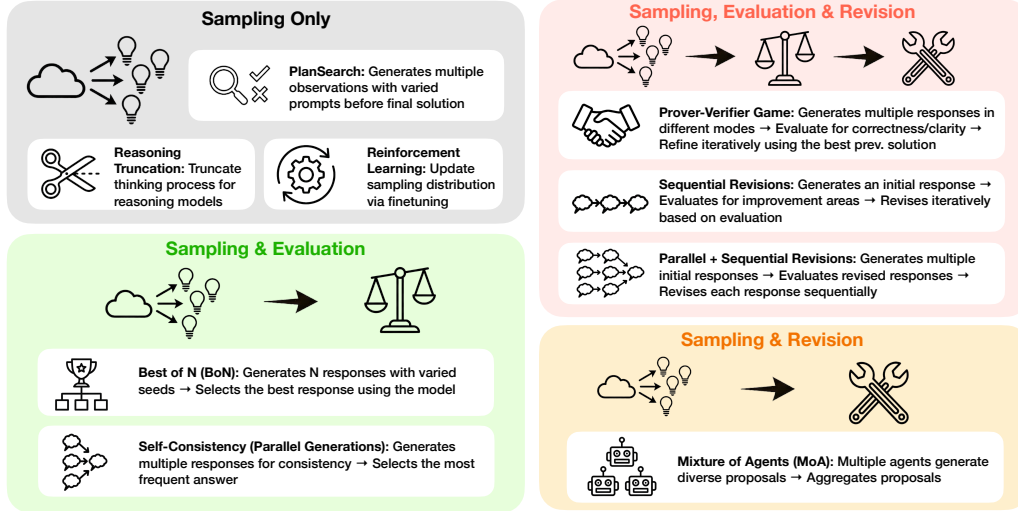 Sampling Only
PlanSearch: Generates multiple
observations with varied
prompts before final solution
Reasoning
Truncation: Truncate
thinking process for
reasoning models
Reinforcement
Learning: Update
sampling distribution
via finetuning
Sampling & Evaluation
Best of N (BoN): Generates N responses with varied
seeds → Selects the best response using the model
Self-Consistency (Parallel Generations): Generates
multiple responses for consistency → Selects the most
frequent answer
Sampling, Evaluation & Revision
Prover-Verifier Game: Generates multiple responses in
different modes → Evaluate for correctness/clarity →
Refine iteratively using the best prev. solution
Sequential Revisions: Generates an initial response →
Evaluates for improvement areas → Revises iteratively
based on evaluation
Parallel + Sequential Revisions: Generates multiple
initial responses → Evaluates revised responses →
Revises each response sequentially
Sampling & Revision
Mixture of Agents (MoA): Multiple agents generate
diverse proposals → Aggregates proposals